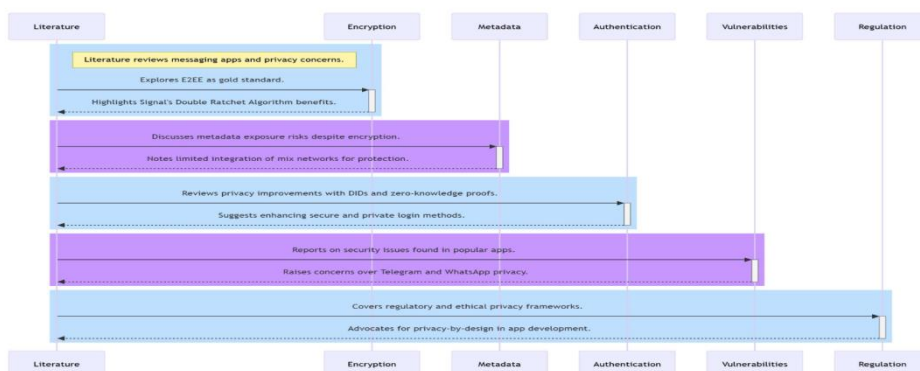 Literature
Encryption
Metadata
Authentication
Vulnerabilities
Regulation
Literature reviews messaging apps and privacy concerns.
Explores E2EE as gold standard.
Highlights Signal's Double Ratchet Algorithm benefits.
Discusses metadata exposure risks despite encryption.
Notes limited integration of mix networks for protection.
Reviews privacy improvements with DIDs and zero-knowledge proofs.
Suggests enhancing secure and private login methods.
Reports on security issues found in popular apps.
Raises concerns over Telegram and WhatsApp privacy.
Covers regulatory and ethical privacy frameworks.
Advocates for privacy-by-design in app development.
Literature
Encryption
Metadata
Authentication
Vulnerabilities
Regulation